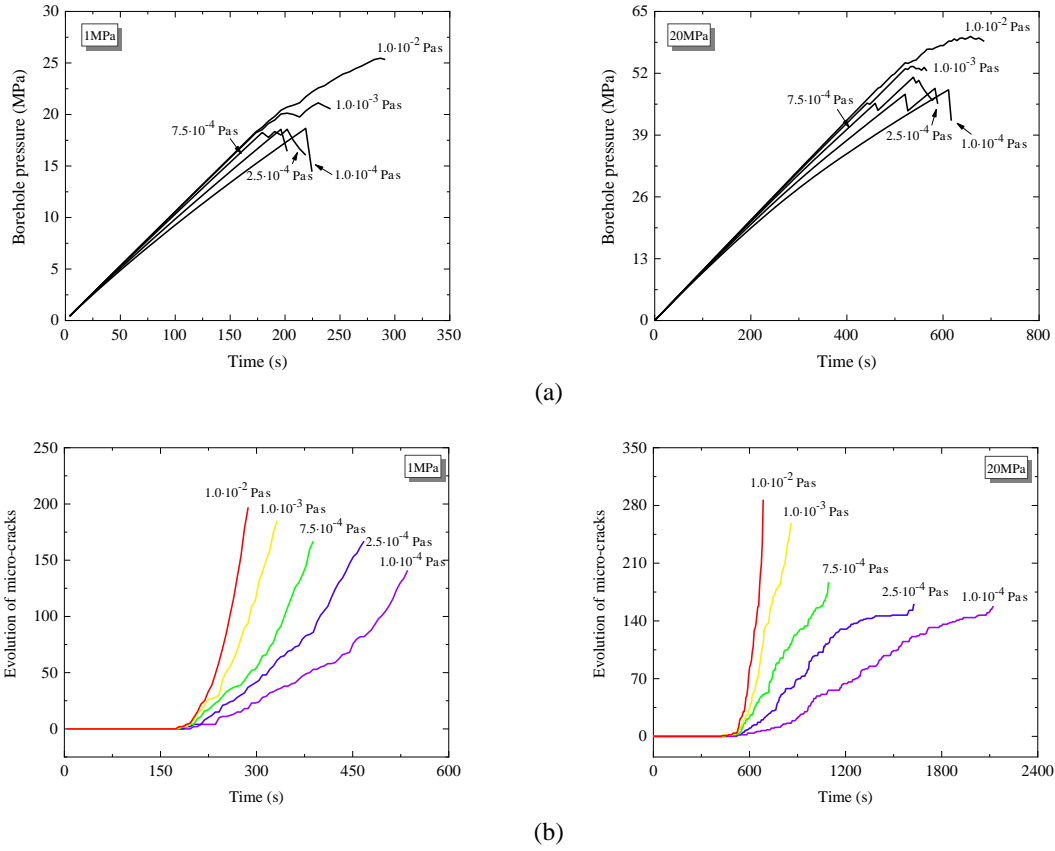 1MPa
1.0·10-2 Pas
1.0·10-3 Pas
7.5·10-4 Pas
2.5·10-4 Pas
1.0·10-4 Pas
30
25
20
15
10
5
0
0 50 100 150 200 250 300 350
Borehole pressure (MPa)
Time (s)
20MPa
1.0·10-2 Pas
1.0·10-3 Pas
7.5·10-4 Pas
2.5·10-4 Pas
1.0·10-4 Pas
65
52
39
26
13
0
0 200 400 600 800
Borehole pressure (MPa)
Time (s)
(a)
1MPa
1.0·10-2 Pas
1.0·10-3 Pas
7.5·10-4 Pas
2.5·10-4 Pas
1.0·10-4 Pas
250
200
150
100
50
0
0 150 300 450 600
Evolution of micro-cracks
Time (s)
20MPa
1.0·10-2 Pas
1.0·10-3 Pas
7.5·10-4 Pas
2.5·10-4 Pas
1.0·10-4 Pas
350
280
210
140
70
0
0 600 1200 1800 2400
Evolution of micro-cracks
Time (s)
(b)